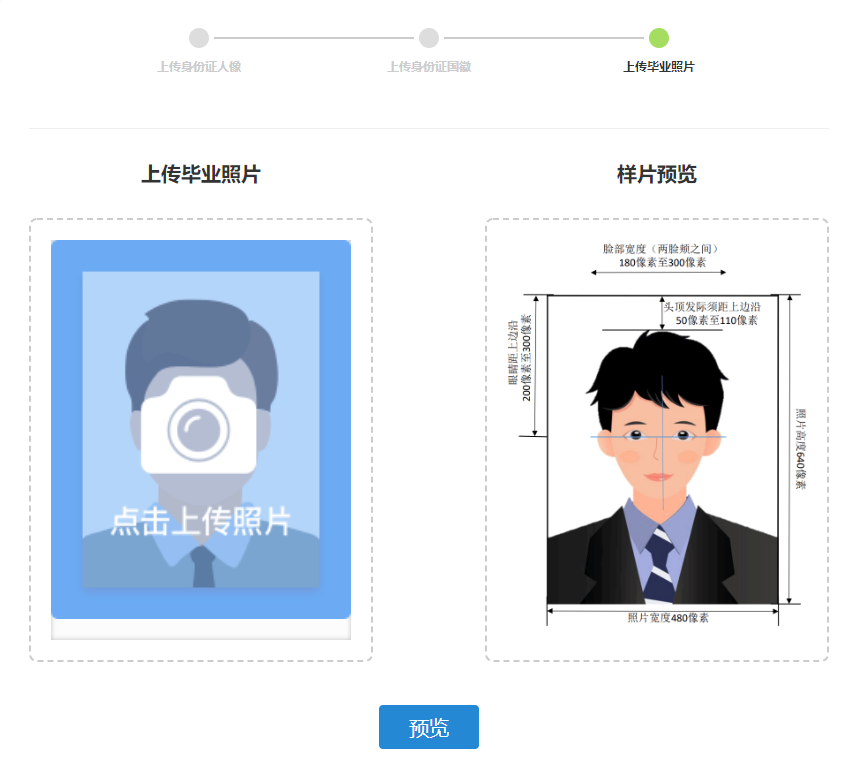 上传身份证人像
上传身份证国徽
上传毕业照片
上传毕业照片
样片预览
点击上传照片
脸部宽度（两脸颊之间）
180像素至300像素
头顶发际须距上边沿
50像素至110像素
眼睛距上边沿
200像素至300像素
照片高度640像素
照片宽度480像素
预览